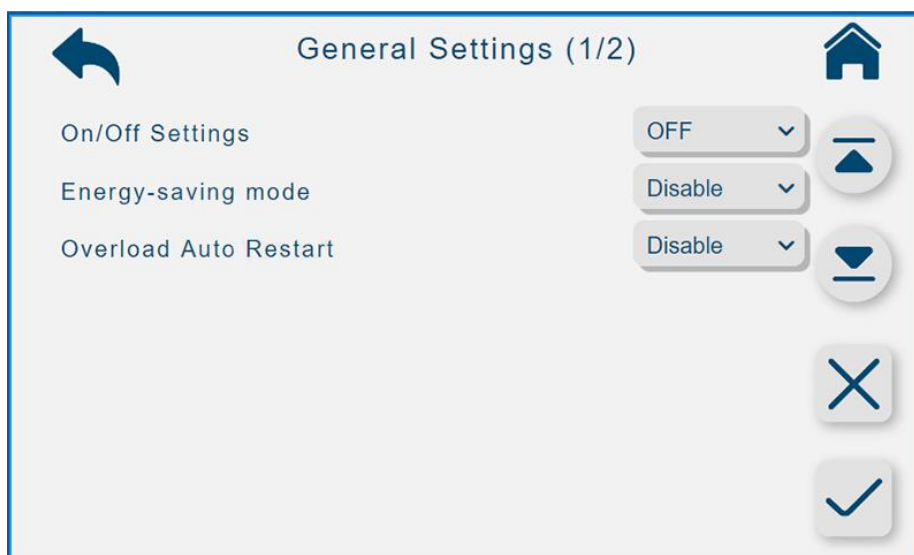 General Settings (1/2)
On/Off Settings OFF
Energy-saving mode Disable
Overload Auto Restart Disable